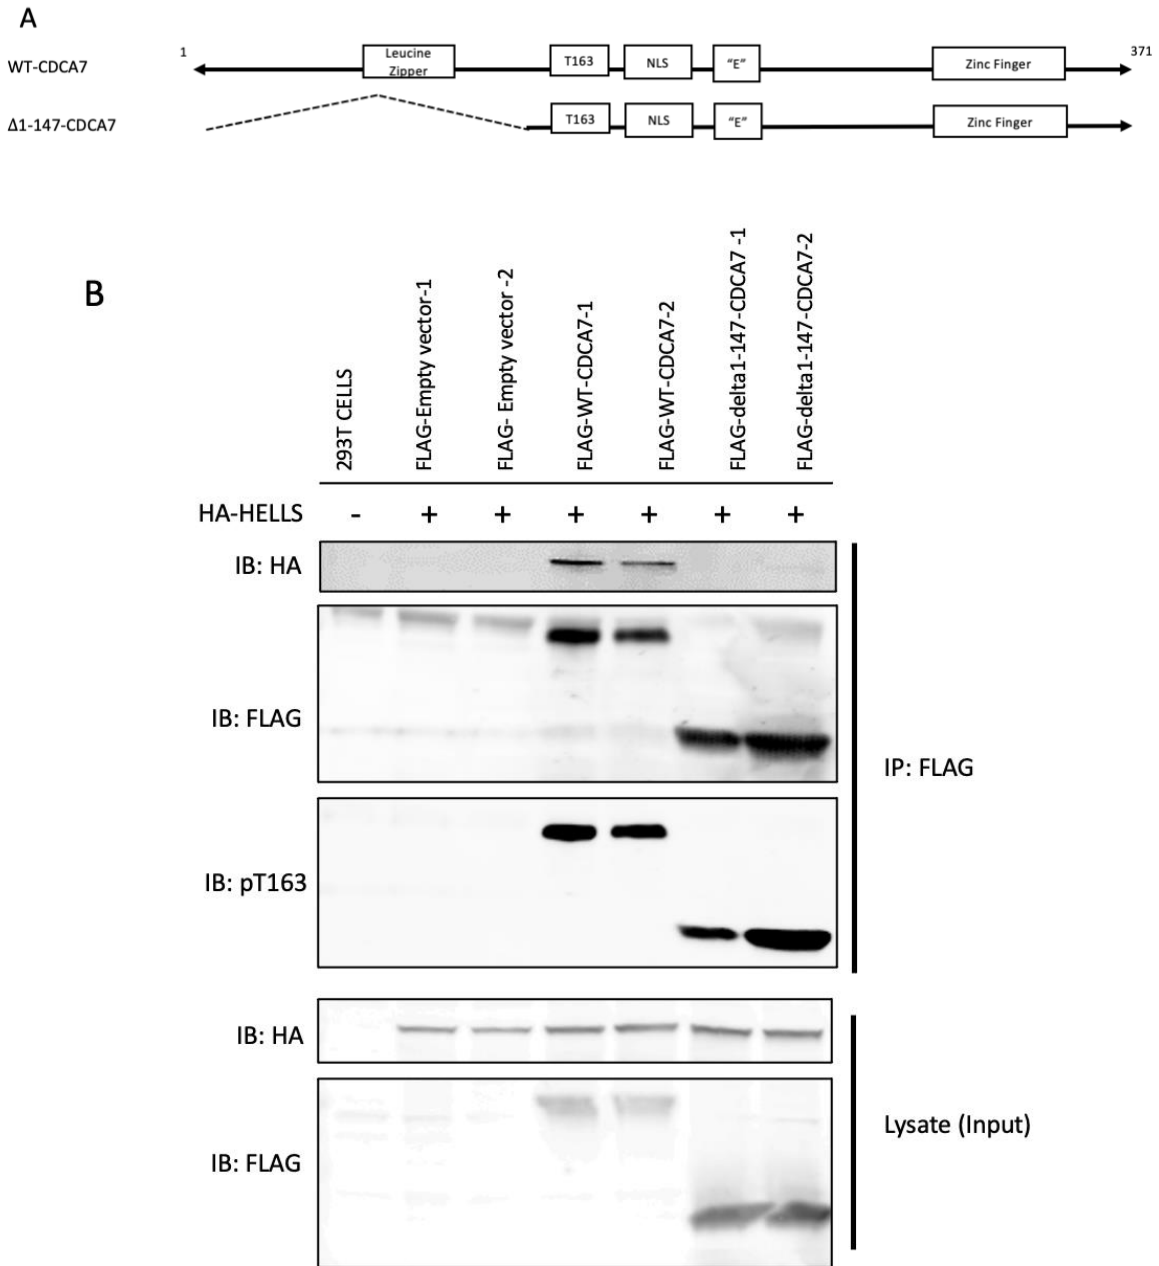 A
1
371
WT-CDCA7
Leucine
Zipper
T163
NLS
“E”
Zinc Finger
Δ1-147-CDCA7
T163
NLS
“E”
Zinc Finger
B
293T CELLS
FLAG-Empty vector-1
FLAG- Empty vector -2
FLAG-WT-CDCA7-1
FLAG-WT-CDCA7-2
FLAG-delta1-147-CDCA7 -1
FLAG-delta1-147-CDCA7-2
HA-HELLS - + + + + + +
IB: HA
IB: FLAG
IP: FLAG
IB: pT163
IB: HA
Lysate (Input)
IB: FLAG